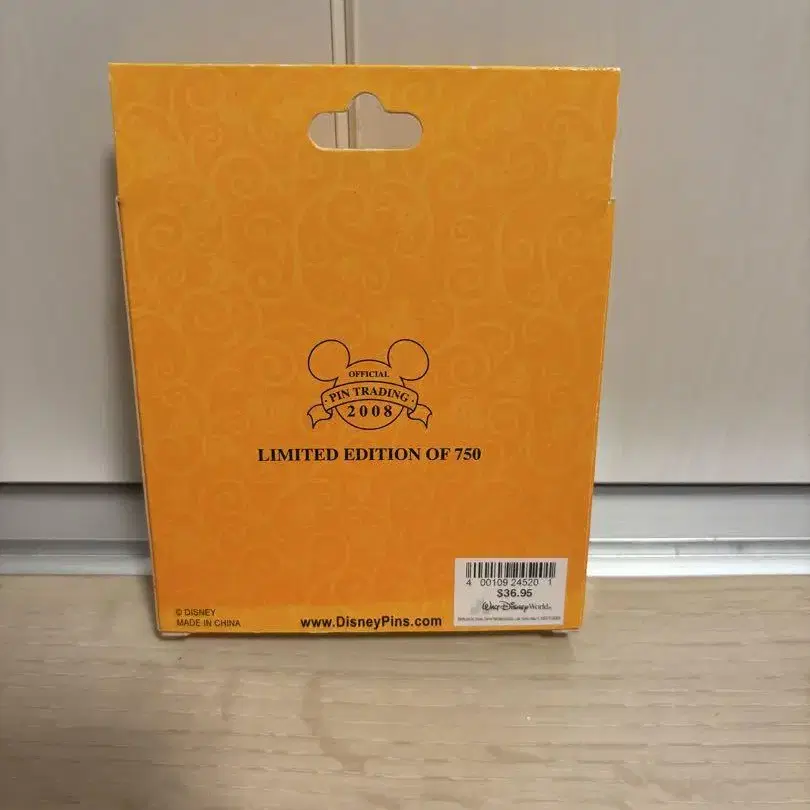 OFFICIAL
· PIN TRADING ·
2008
LIMITED EDITION OF 750
4 00109 24520 1
$36.95
Walt Disney World®
© DISNEY
MADE IN CHINA
www.DisneyPins.com